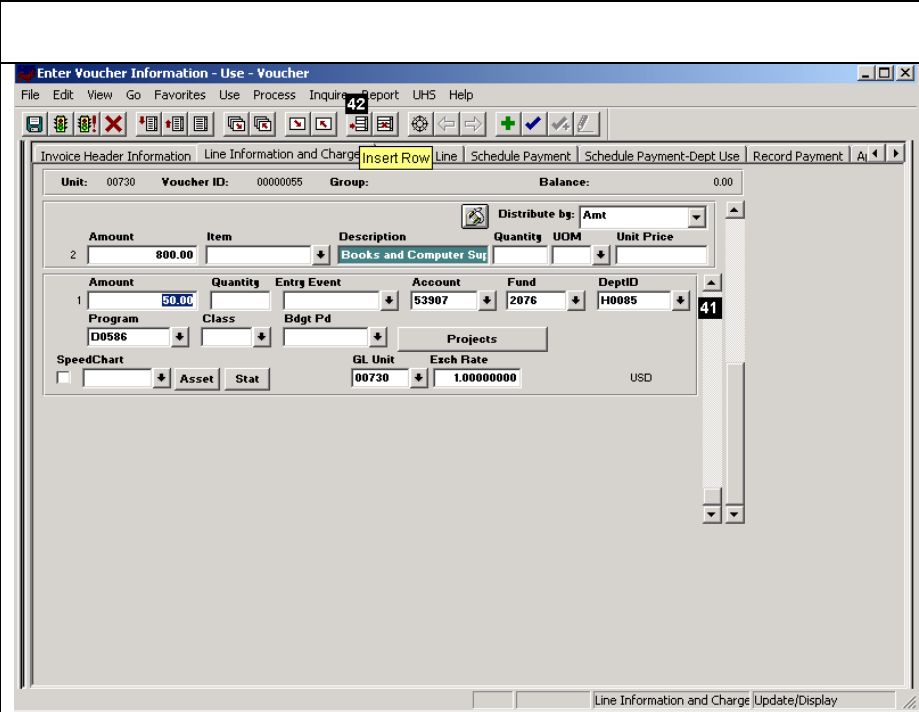 Enter Voucher Information - Use - Voucher
File Edit View Go Favorites Use Process Inquire Report UHS Help
42
Invoice Header Information Line Information and Charge Insert Row Line Schedule Payment Schedule Payment-Dept Use Record Payment
Unit: 00730 Voucher ID: 00000055 Group: Balance: 0.00
Distribute by: Amt
Amount Item Description Quantity UOM Unit Price
2 800.00 Books and Computer Sup
Amount Quantity Entry Event Account Fund DeptID
1 50.00 53907 2076 H0085
41
Program Class Bdgt Pd
D0586 Projects
SpeedChart GL Unit Exch Rate
Asset Stat 00730 1.00000000 USD
Line Information and Charge Update/Display